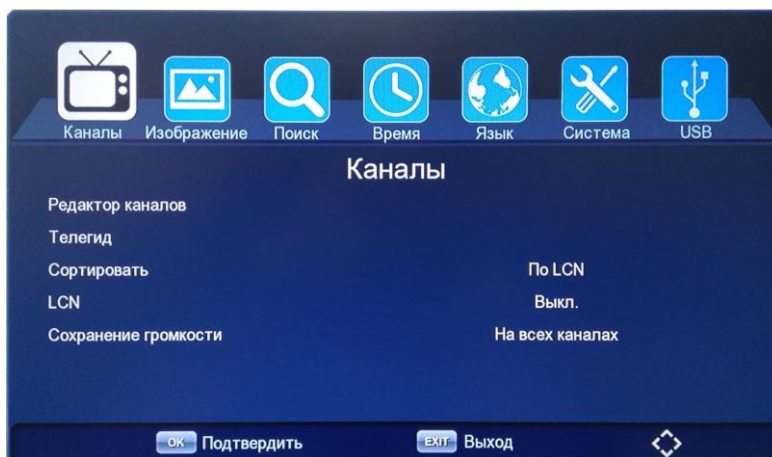 Каналы Изображение Поиск Время Язык Система USB
Каналы
Редактор каналов
Телегид
Сортировать По LCN
LCN Выкл.
Сохранение громкости На всех каналах
OK Подтвердить EXIT Выход